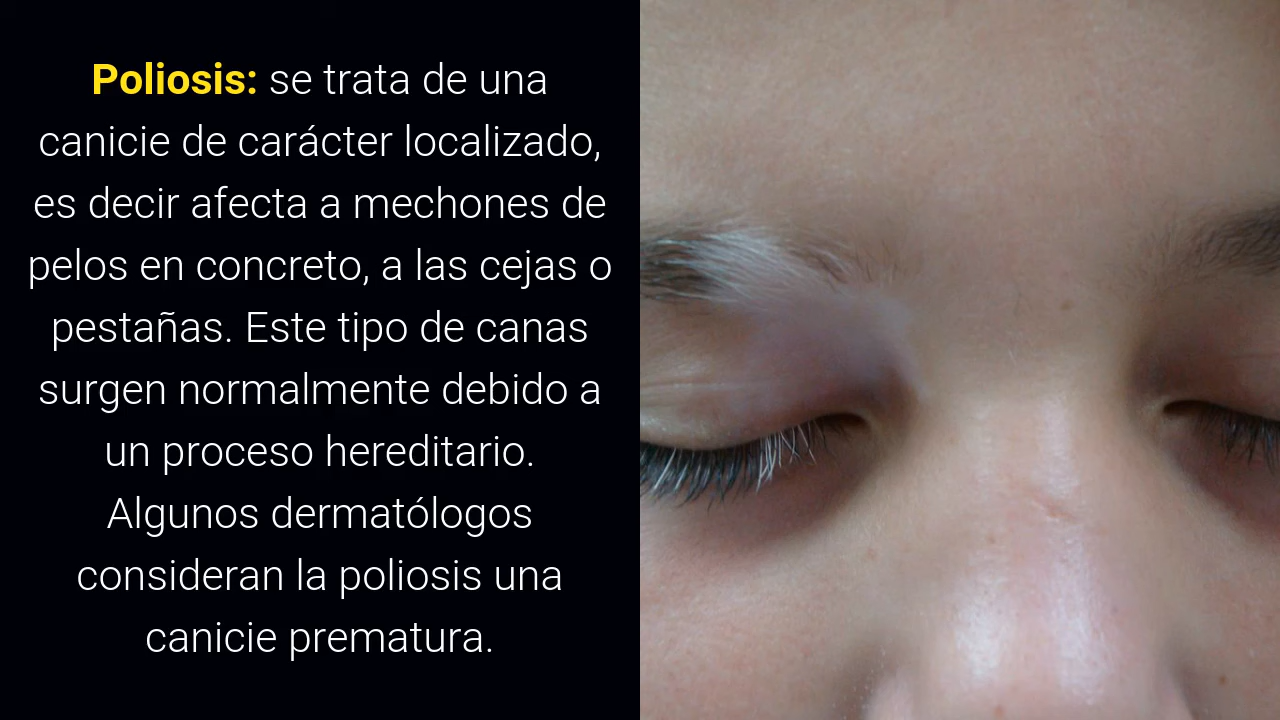 Poliosis: se trata de una
canicie de carácter localizado,
es decir afecta a mechones de
pelos en concreto, a las cejas o
pestañas. Este tipo de canas
surgen normalmente debido a
un proceso hereditario.
Algunos dermatólogos
consideran la poliosis una
canicie prematura.